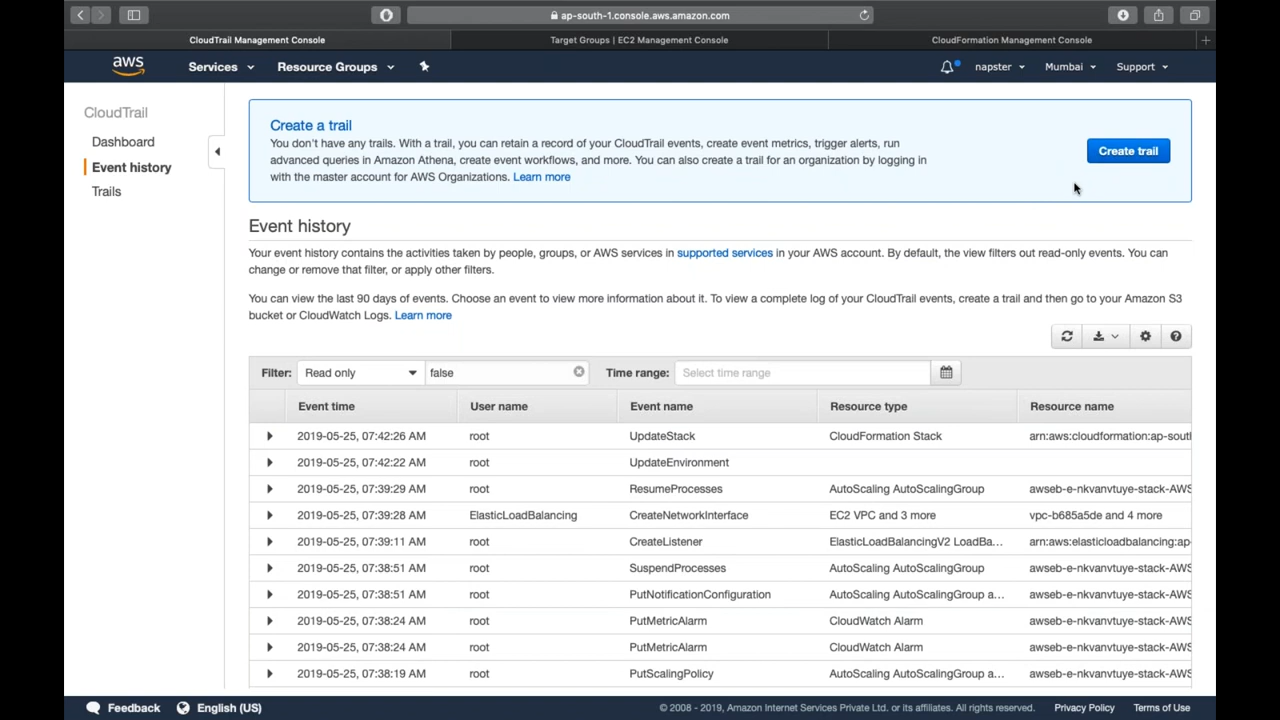 ap-south-1.console.aws.amazon.com
CloudTrail Management Console
Target Groups | EC2 Management Console
CloudFormation Management Console
aws
Services
Resource Groups
napster
Mumbai
Support
CloudTrail
Dashboard
Event history
Trails
Create a trail
You don't have any trails. With a trail, you can retain a record of your CloudTrail events, create event metrics, trigger alerts, run
advanced queries in Amazon Athena, create event workflows, and more. You can also create a trail for an organization by logging in
with the master account for AWS Organizations. Learn more
Create trail
Event history
Your event history contains the activities taken by people, groups, or AWS services in supported services in your AWS account. By default, the view filters out read-only events. You can
change or remove that filter, or apply other filters.
You can view the last 90 days of events. Choose an event to view more information about it. To view a complete log of your CloudTrail events, create a trail and then go to your Amazon S3
bucket or CloudWatch Logs. Learn more
Filter: Read only false Time range: Select time range
Event time User name Event name Resource type Resource name
2019-05-25, 07:42:26 AM root UpdateStack CloudFormation Stack arn:aws:cloudformation:ap-sout
2019-05-25, 07:42:22 AM root UpdateEnvironment
2019-05-25, 07:39:29 AM root ResumeProcesses AutoScaling AutoScalingGroup awseb-e-nkvanvtuye-stack-AWS
2019-05-25, 07:39:28 AM ElasticLoadBalancing CreateNetworkInterface EC2 VPC and 3 more vpc-b685a5de and 4 more
2019-05-25, 07:39:11 AM root CreateListener ElasticLoadBalancingV2 LoadBa... arn:aws:elasticloadbalancing:ap-
2019-05-25, 07:38:51 AM root SuspendProcesses AutoScaling AutoScalingGroup awseb-e-nkvanvtuye-stack-AWS
2019-05-25, 07:38:51 AM root PutNotificationConfiguration AutoScaling AutoScalingGroup a... awseb-e-nkvanvtuye-stack-AWS
2019-05-25, 07:38:24 AM root PutMetricAlarm CloudWatch Alarm awseb-e-nkvanvtuye-stack-AWS
2019-05-25, 07:38:24 AM root PutMetricAlarm CloudWatch Alarm awseb-e-nkvanvtuye-stack-AWS
2019-05-25, 07:38:19 AM root PutScalingPolicy AutoScaling AutoScalingGroup a... awseb-e-nkvanvtuye-stack-AWS
Feedback
English (US)
© 2008 - 2019, Amazon Internet Services Private Ltd. or its affiliates. All rights reserved.
Privacy Policy
Terms of Use